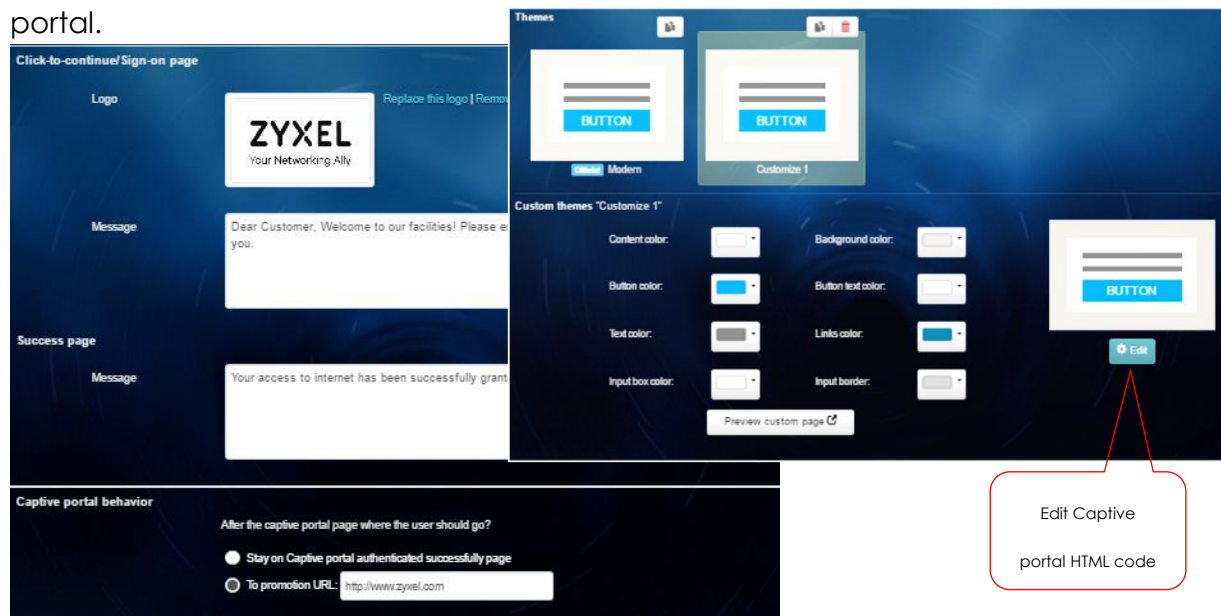 portal.
Click-to-continue/Sign-on page
Logo
ZYXEL
Your Networking Ally
Replace this logo | Remov
Message
Dear Customer, Welcome to our facilities! Please e
you.
Success page
Message
Your access to internet has been successfully grant
Captive portal behavior
After the captive portal page where the user should go?
Stay on Captive portal authenticated successfully page
To promotion URL: http://www.zyxel.com
Themes
BUTTON
BUTTON
Official Modern
Customize 1
Custom themes "Customize 1"
Content color:
Background color:
Button color:
Button text color:
Text color:
Links color:
Input box color:
Input border:
Preview custom page
BUTTON
Edit
Edit Captive
portal HTML code